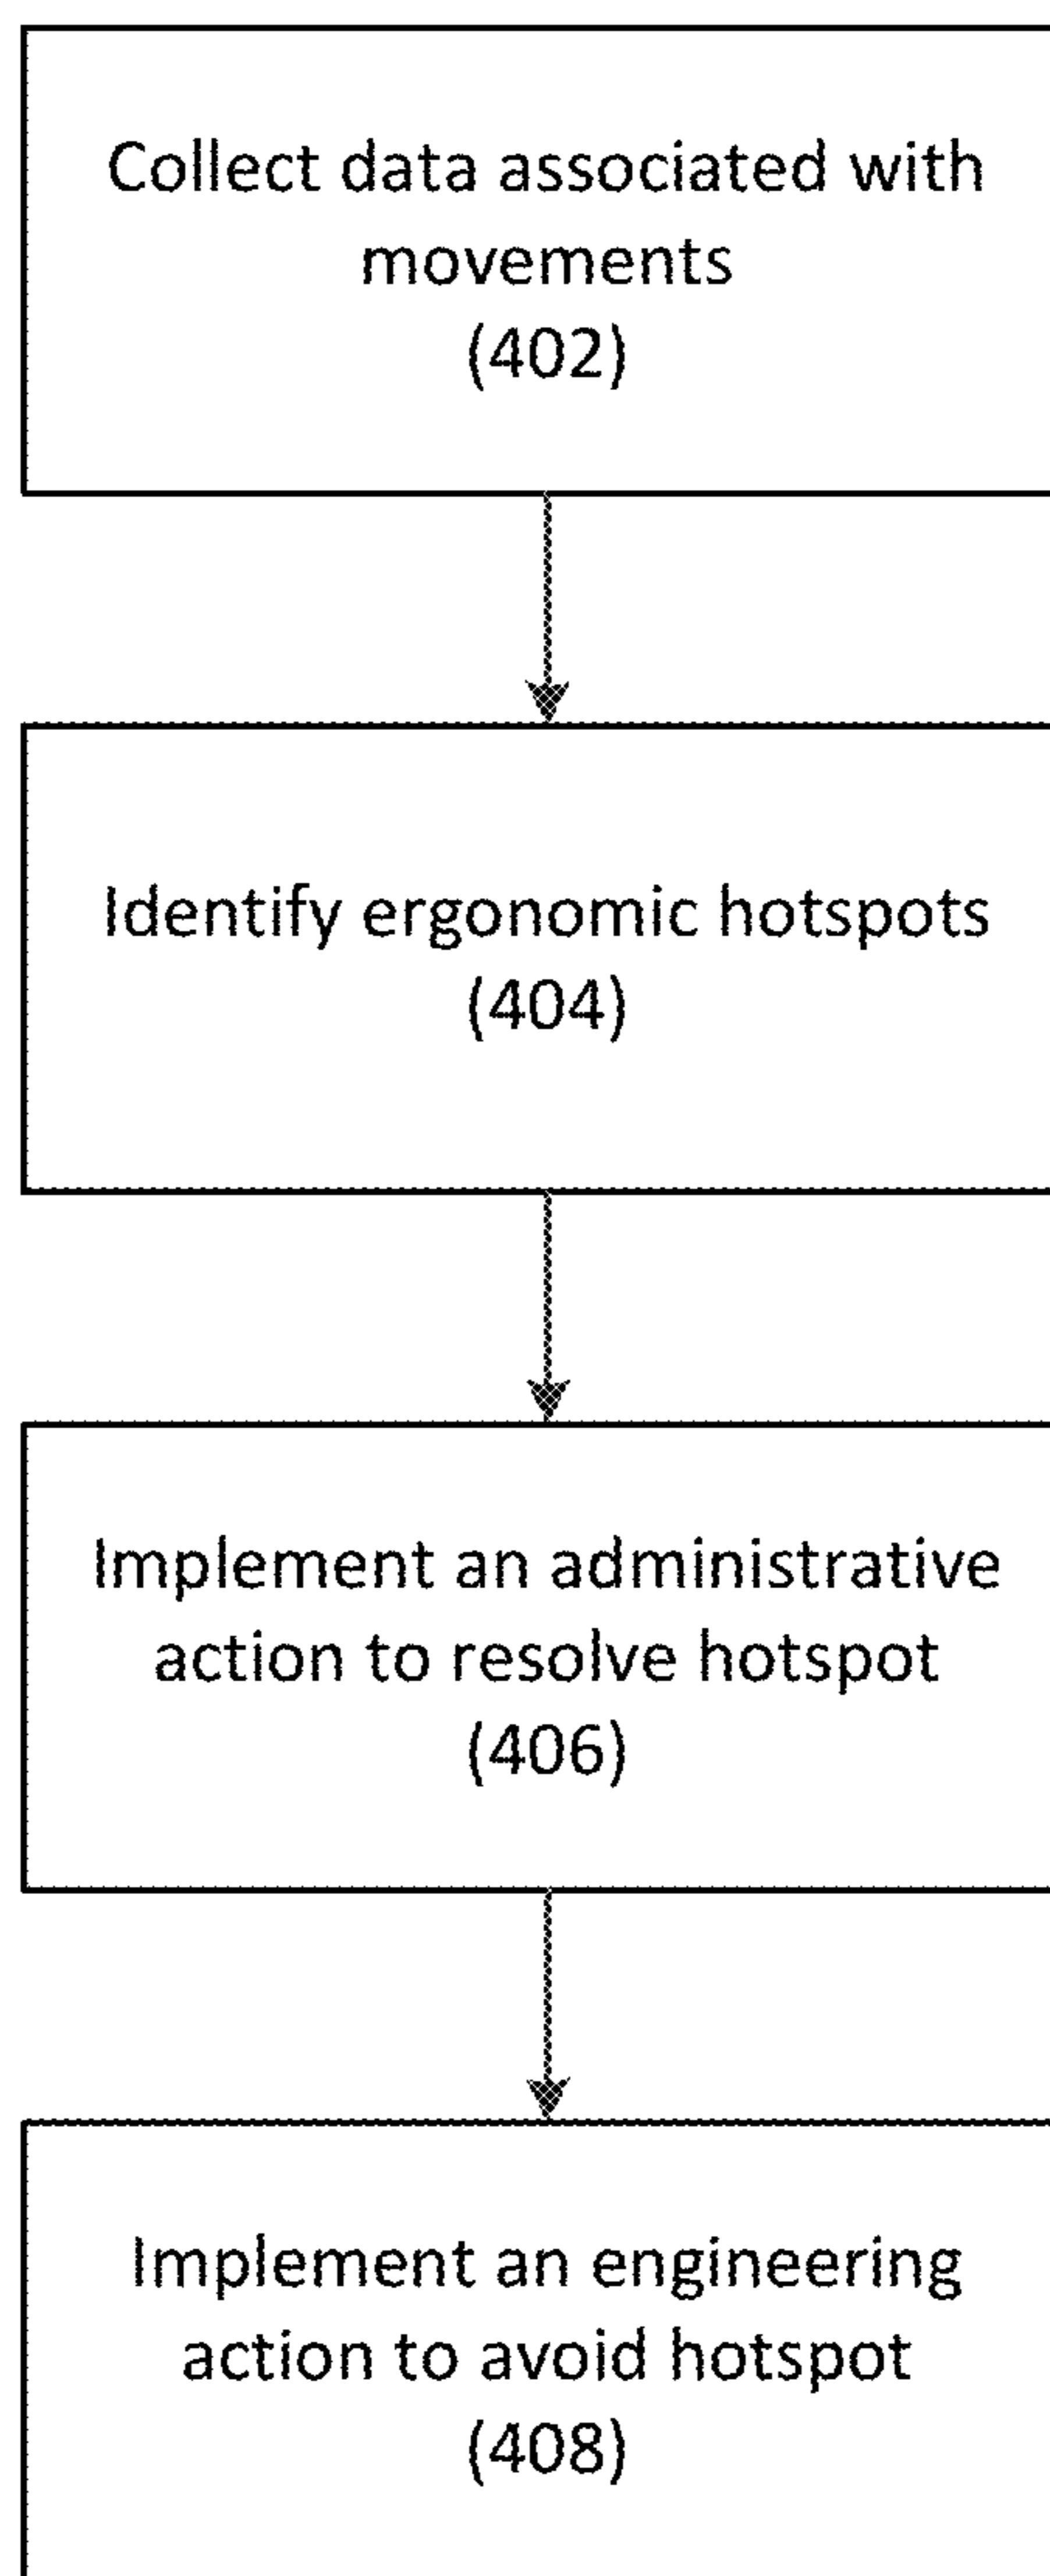 Collect data associated with
movements
(402)
Identify ergonomic hotspots
(404)
Implement an administrative
action to resolve hotspot
(406)
Implement an engineering
action to avoid hotspot
(408)